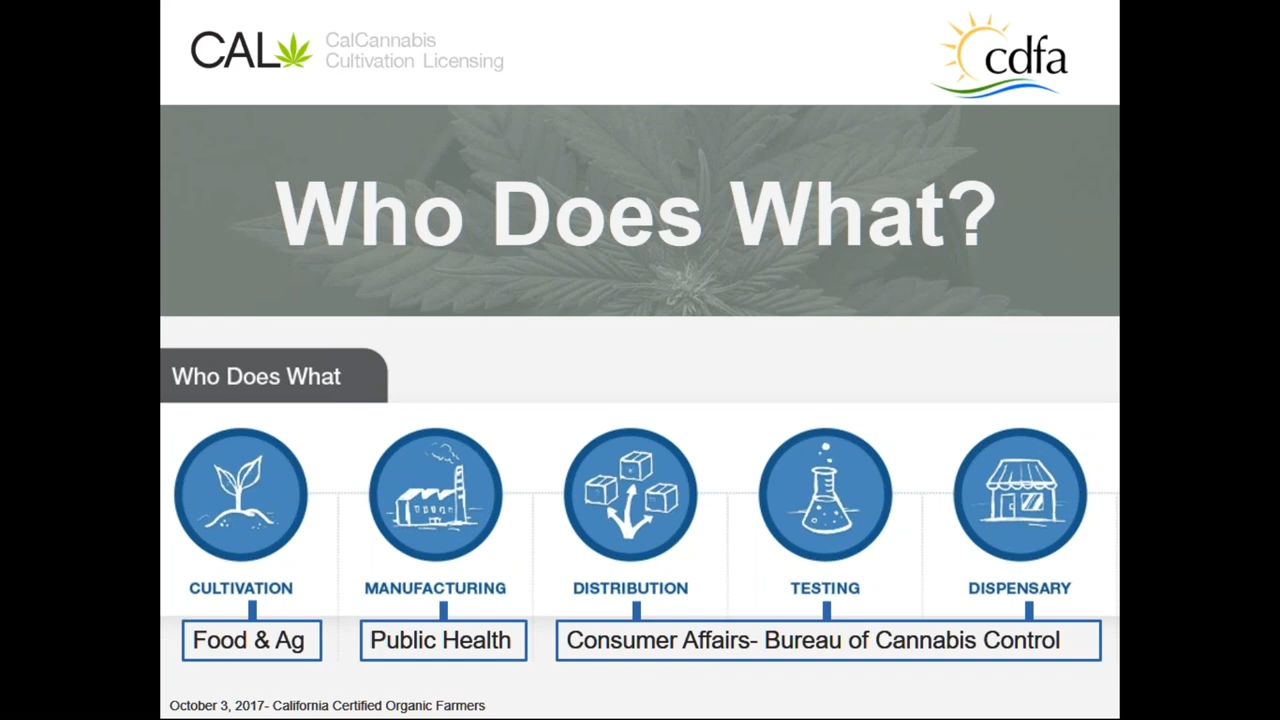 CAL
CalCannabis
Cultivation Licensing
cdfa
Who Does What?
Who Does What
CULTIVATION
MANUFACTURING
DISTRIBUTION
TESTING
DISPENSARY
Food & Ag
Public Health
Consumer Affairs- Bureau of Cannabis Control
October 3, 2017- California Certified Organic Farmers